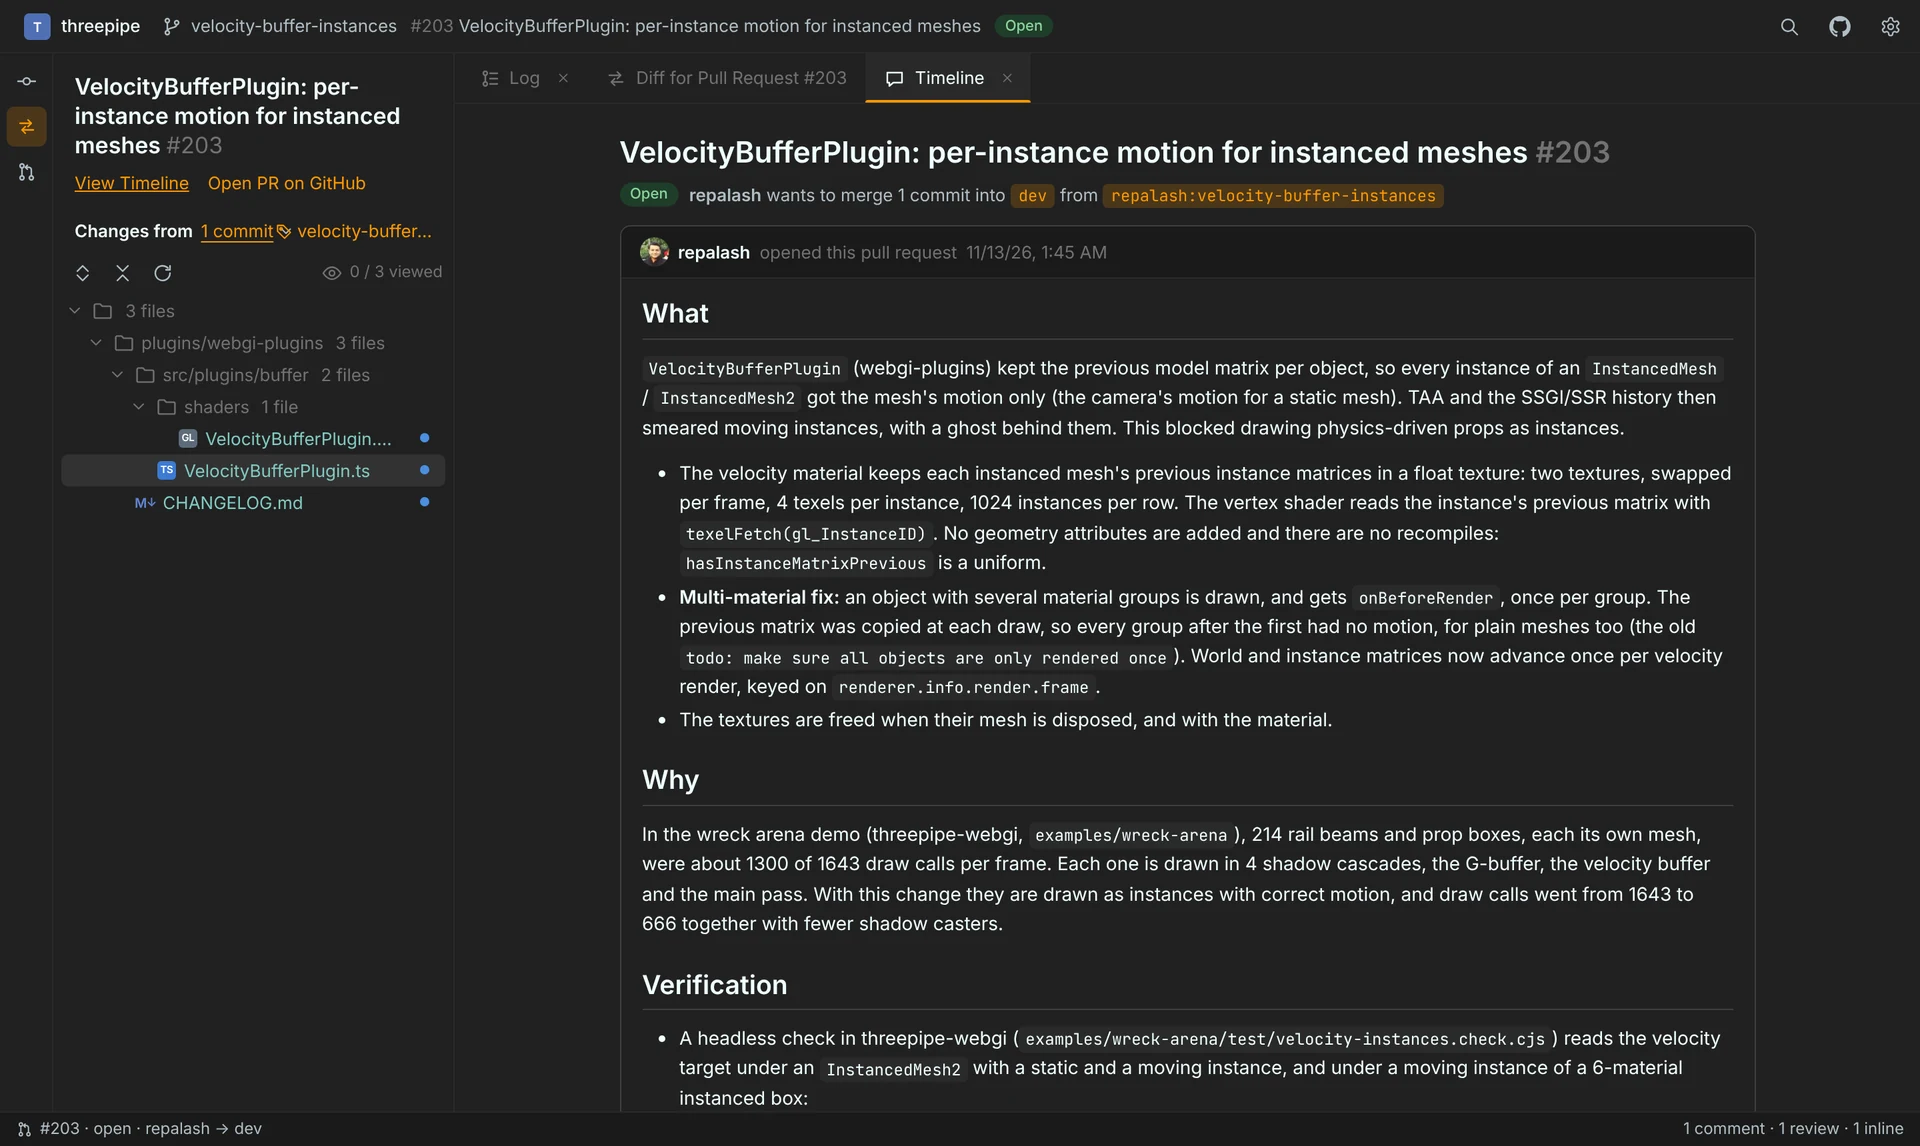 T threepipe velocity-buffer-instances #203 VelocityBufferPlugin: per-instance motion for instanced meshes Open
VelocityBufferPlugin: per-
instance motion for instanced
meshes #203
View Timeline Open PR on GitHub
Changes from 1 commit velocity-buffer...
0 / 3 viewed
3 files
plugins/webgi-plugins 3 files
src/plugins/buffer 2 files
shaders 1 file
GL VelocityBufferPlugin....
TS VelocityBufferPlugin.ts
M↓ CHANGELOG.md
Log Diff for Pull Request #203 Timeline
VelocityBufferPlugin: per-instance motion for instanced meshes #203
Open repalash wants to merge 1 commit into dev from repalash:velocity-buffer-instances
repalash opened this pull request 11/13/26, 1:45 AM
What
VelocityBufferPlugin (webgi-plugins) kept the previous model matrix per object, so every instance of an InstancedMesh
/ InstancedMesh2 got the mesh's motion only (the camera's motion for a static mesh). TAA and the SSGI/SSR history then
smeared moving instances, with a ghost behind them. This blocked drawing physics-driven props as instances.
• The velocity material keeps each instanced mesh's previous instance matrices in a float texture: two textures, swapped
per frame, 4 texels per instance, 1024 instances per row. The vertex shader reads the instance's previous matrix with
texelFetch(gl_InstanceID) . No geometry attributes are added and there are no recompiles:
hasInstanceMatrixPrevious is a uniform.
• Multi-material fix: an object with several material groups is drawn, and gets onBeforeRender , once per group. The
previous matrix was copied at each draw, so every group after the first had no motion, for plain meshes too (the old
todo: make sure all objects are only rendered once ). World and instance matrices now advance once per velocity
render, keyed on renderer.info.render.frame .
• The textures are freed when their mesh is disposed, and with the material.
Why
In the wreck arena demo (threepipe-webgi, examples/wreck-arena ), 214 rail beams and prop boxes, each its own mesh,
were about 1300 of 1643 draw calls per frame. Each one is drawn in 4 shadow cascades, the G-buffer, the velocity buffer
and the main pass. With this change they are drawn as instances with correct motion, and draw calls went from 1643 to
666 together with fewer shadow casters.
Verification
• A headless check in threepipe-webgi ( examples/wreck-arena/test/velocity-instances.check.cjs ) reads the velocity
target under an InstancedMesh2 with a static and a moving instance, and under a moving instance of a 6-material
instanced box:
#203 · open · repalash → dev
1 comment · 1 review · 1 inline